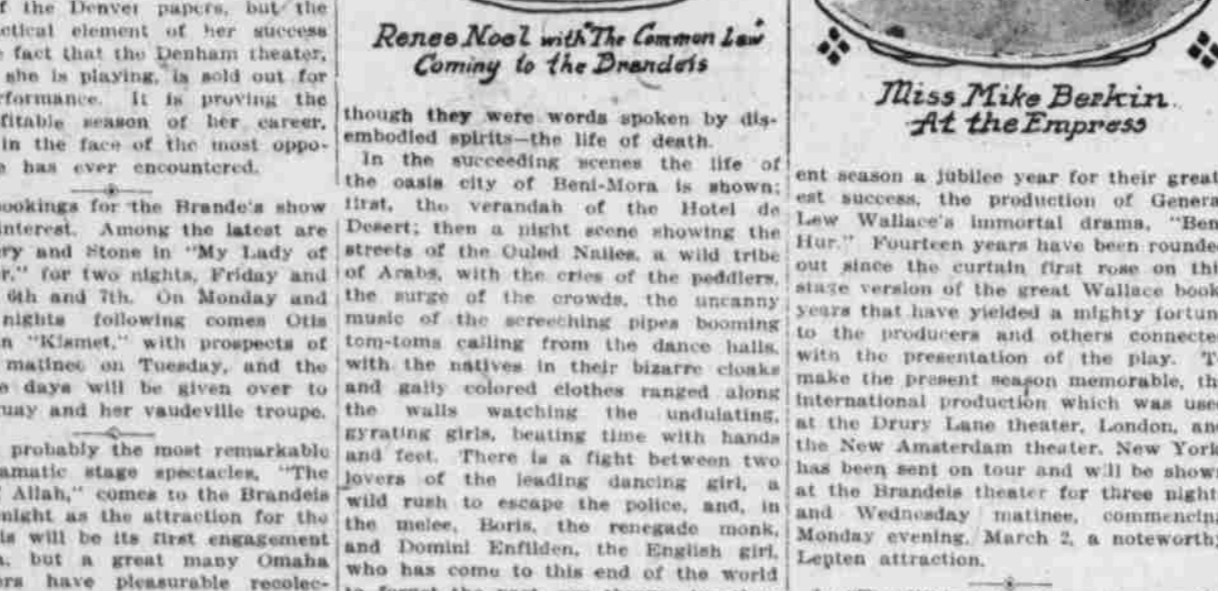 f the Denver papers, but the
ctical element of her success
e fact that the Denham theater,
she is playing, is sold out for
rformance. It is proving the
fitable season of her career,
in the face of the most oppo-
e has ever encountered.
ookings for the Brande's show
interest. Among the latest are
ry and Stone in "My Lady of
r," for two nights, Friday and
6th and 7th. On Monday and
nights following comes Otis
n "Kismet," with prospects of
matinee on Tuesday, and the
e days will be given over to
uay and her vaudeville troupe.
probably the most remarkable
amatic stage spectacles, "The
f Allah," comes to the Brandeis
night as the attraction for the
is will be its first engagement
a, but a great many Omaha
ers have pleasurable recolec-
Renee Noel with "The Common Law"
Coming to the Brandeis
though they were words spoken by dis-
embodied spirits—the life of death.
In the succeeding scenes the life of
the oasis city of Beni-Mora is shown;
first, the verandah of the Hotel de
Desert; then a night scene showing the
streets of the Ouled Nailes, a wild tribe
of Arabs, with the cries of the peddlers,
the surge of the crowds, the uncanny
music of the screeching pipes booming
tom-toms calling from the dance halls,
with the natives in their bizarre cloaks
and gaily colored clothes ranged along
the walls watching the undulating,
gyrating girls, beating time with hands
and feet. There is a fight between two
lovers of the leading dancing girl, a
wild rush to escape the police, and, in
the melee, Boris, the renegade monk,
and Domini Enfilden, the English girl,
who has come to this end of the world
Miss Mike Berkin
At the Empress
ent season a jubilee year for their great-
est success, the production of Genera
Lew Wallace's immortal drama, "Ben
Hur." Fourteen years have been rounde
out since the curtain first rose on thi
stage version of the great Wallace book
years that have yielded a mighty fortun
to the producers and others connecte
with the presentation of the play. T
make the present season memorable, th
international production which was use
at the Drury Lane theater, London, an
the New Amsterdam theater, New York
has been sent on tour and will be show
at the Brandeis theater for three night
and Wednesday matinee, commencing
Monday evening, March 2, a noteworth
Lepten attraction.